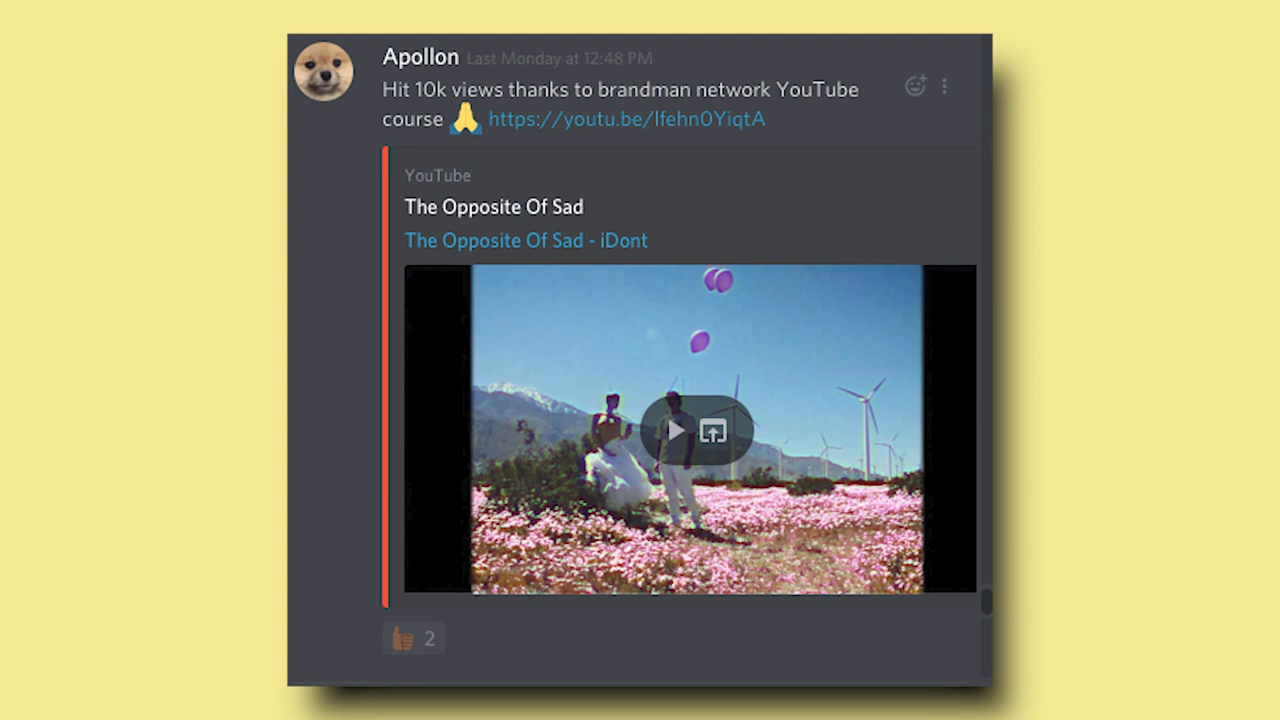 Apollon Last Monday at 12:48 PM
Hit 10k views thanks to brandman network YouTube
course 🙏 https://youtu.be/lfehn0YiqtA
YouTube
The Opposite Of Sad
The Opposite Of Sad - iDont
2